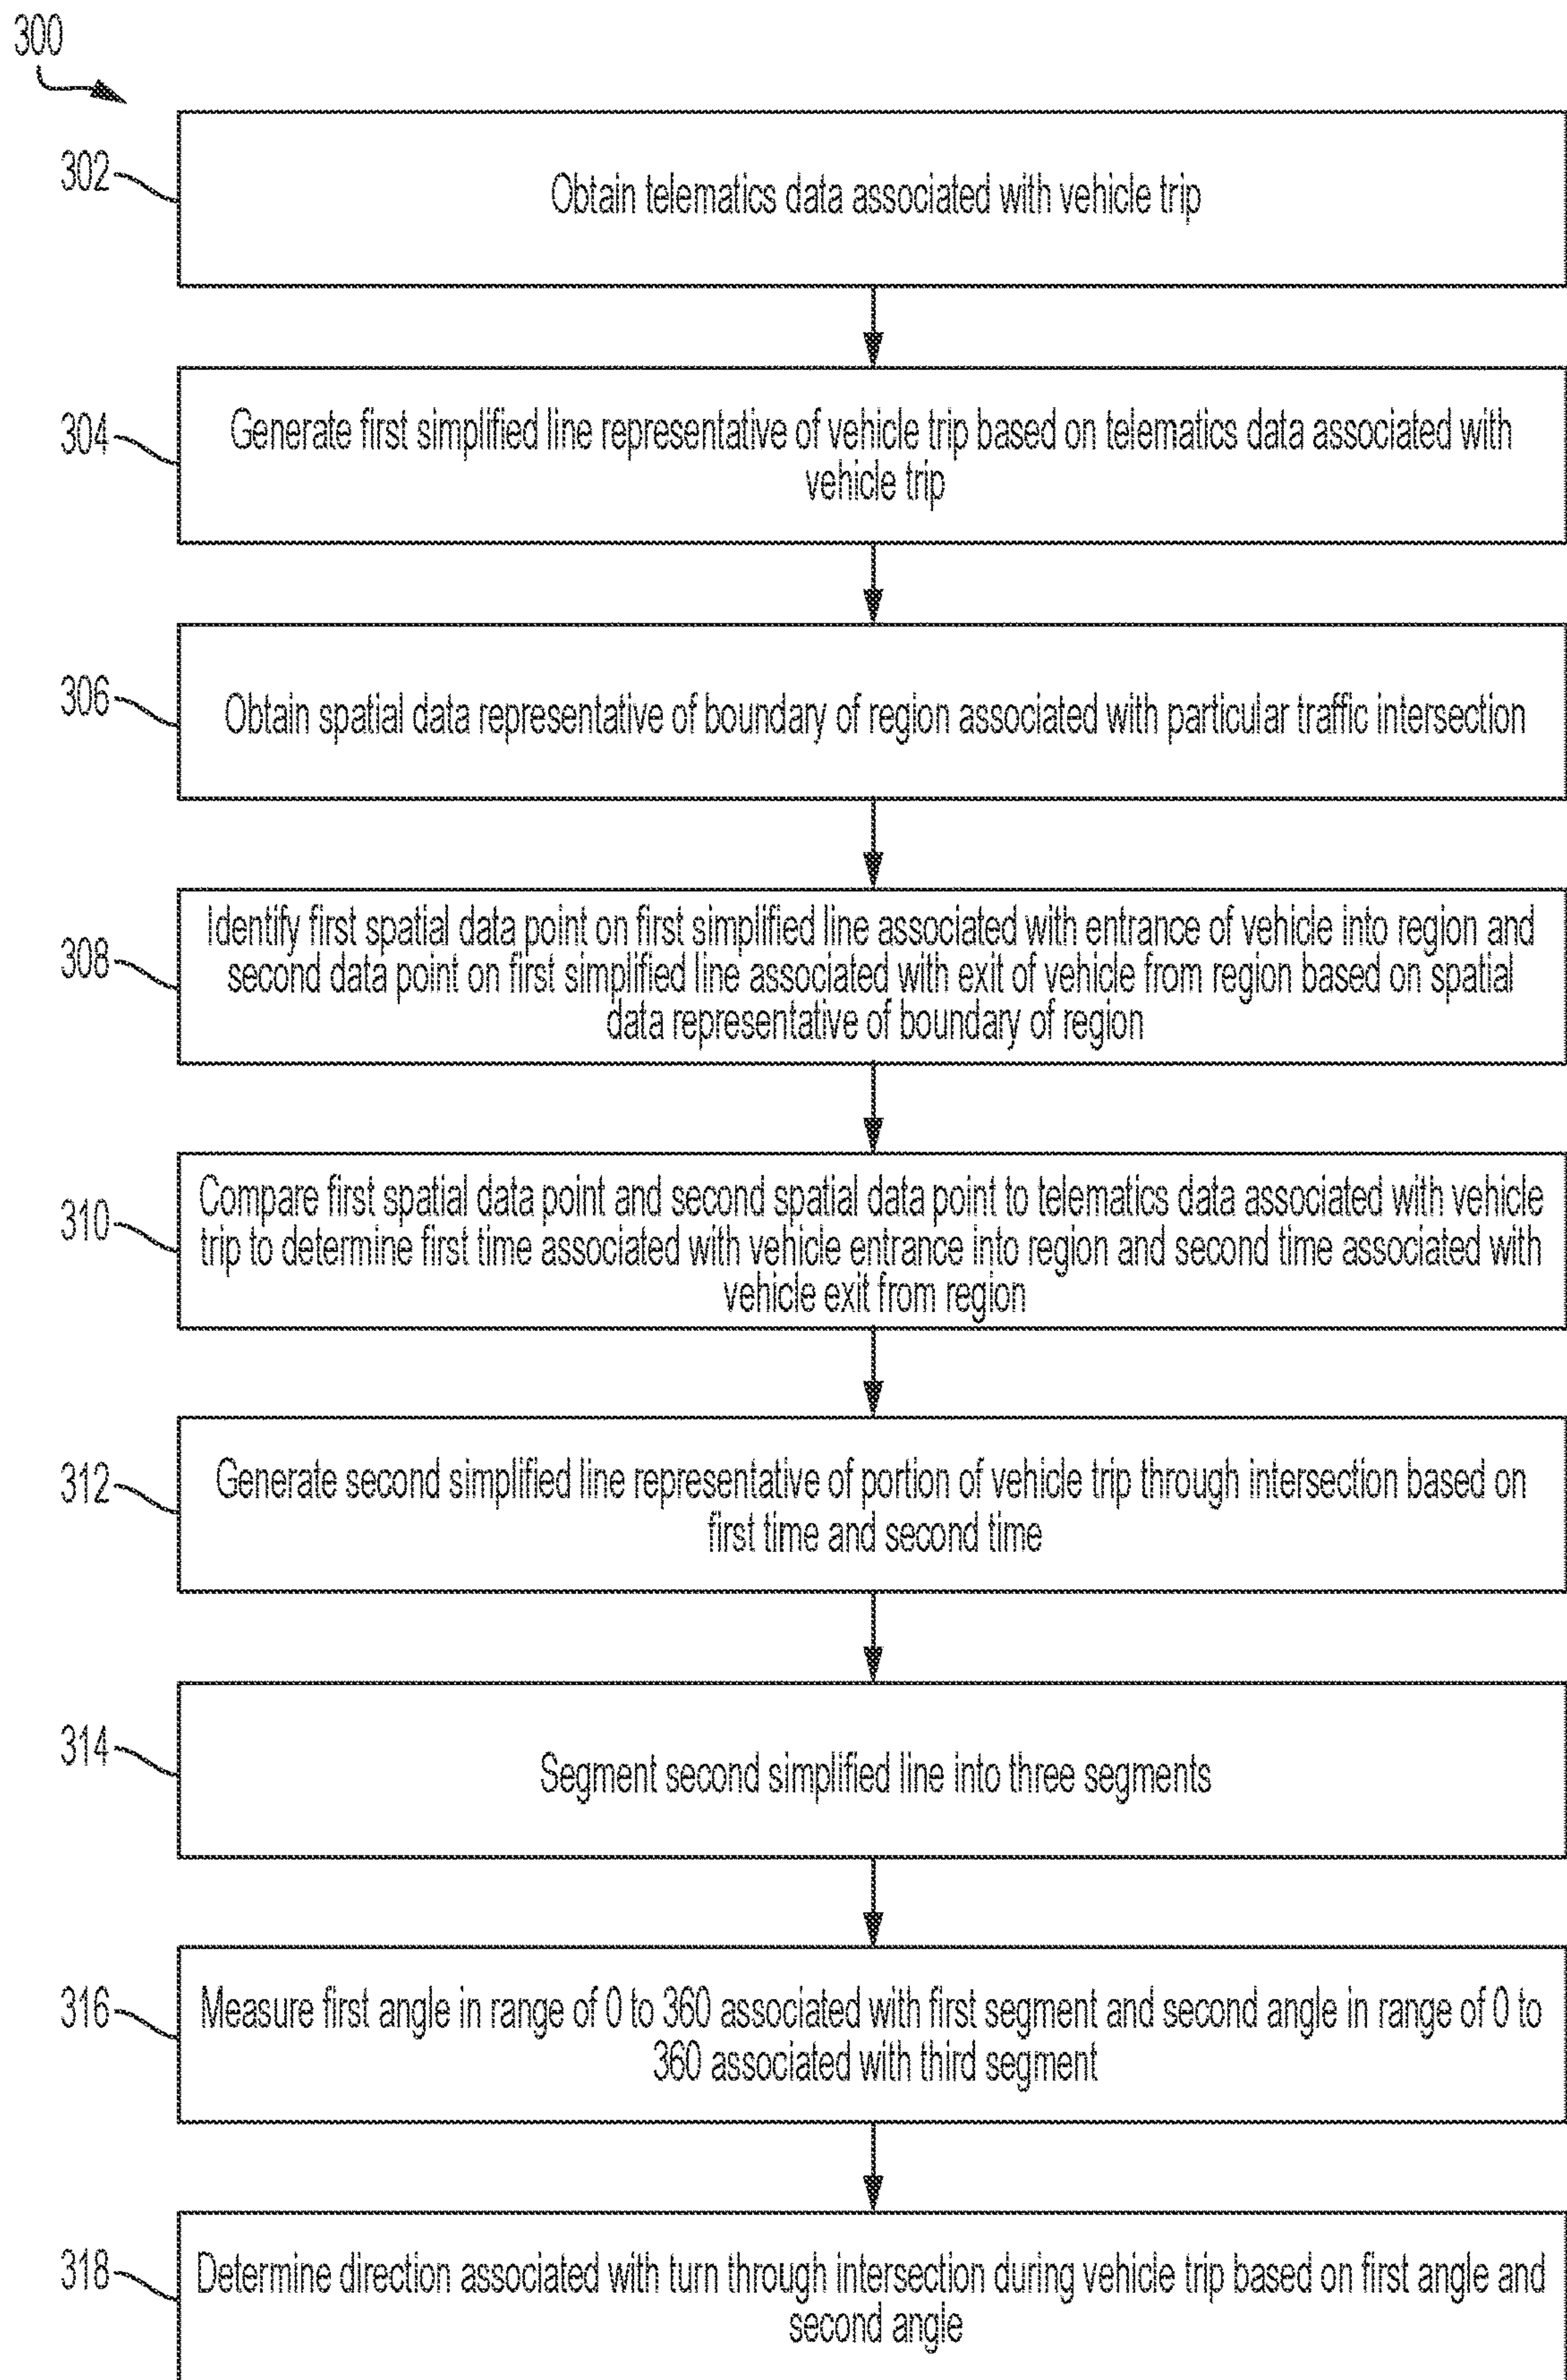 300
302
Obtain telematics data associated with vehicle trip
304
Generate first simplified line representative of vehicle trip based on telematics data associated with
vehicle trip
306
Obtain spatial data representative of boundary of region associated with particular traffic intersection
308
Identify first spatial data point on first simplified line associated with entrance of vehicle into region and
second data point on first simplified line associated with exit of vehicle from region based on spatial
data representative of boundary of region
310
Compare first spatial data point and second spatial data point to telematics data associated with vehicle
trip to determine first time associated with vehicle entrance into region and second time associated with
vehicle exit from region
312
Generate second simplified line representative of portion of vehicle trip through intersection based on
first time and second time
314
Segment second simplified line into three segments
316
Measure first angle in range of 0 to 360 associated with first segment and second angle in range of 0 to
360 associated with third segment
318
Determine direction associated with turn through intersection during vehicle trip based on first angle and
second angle